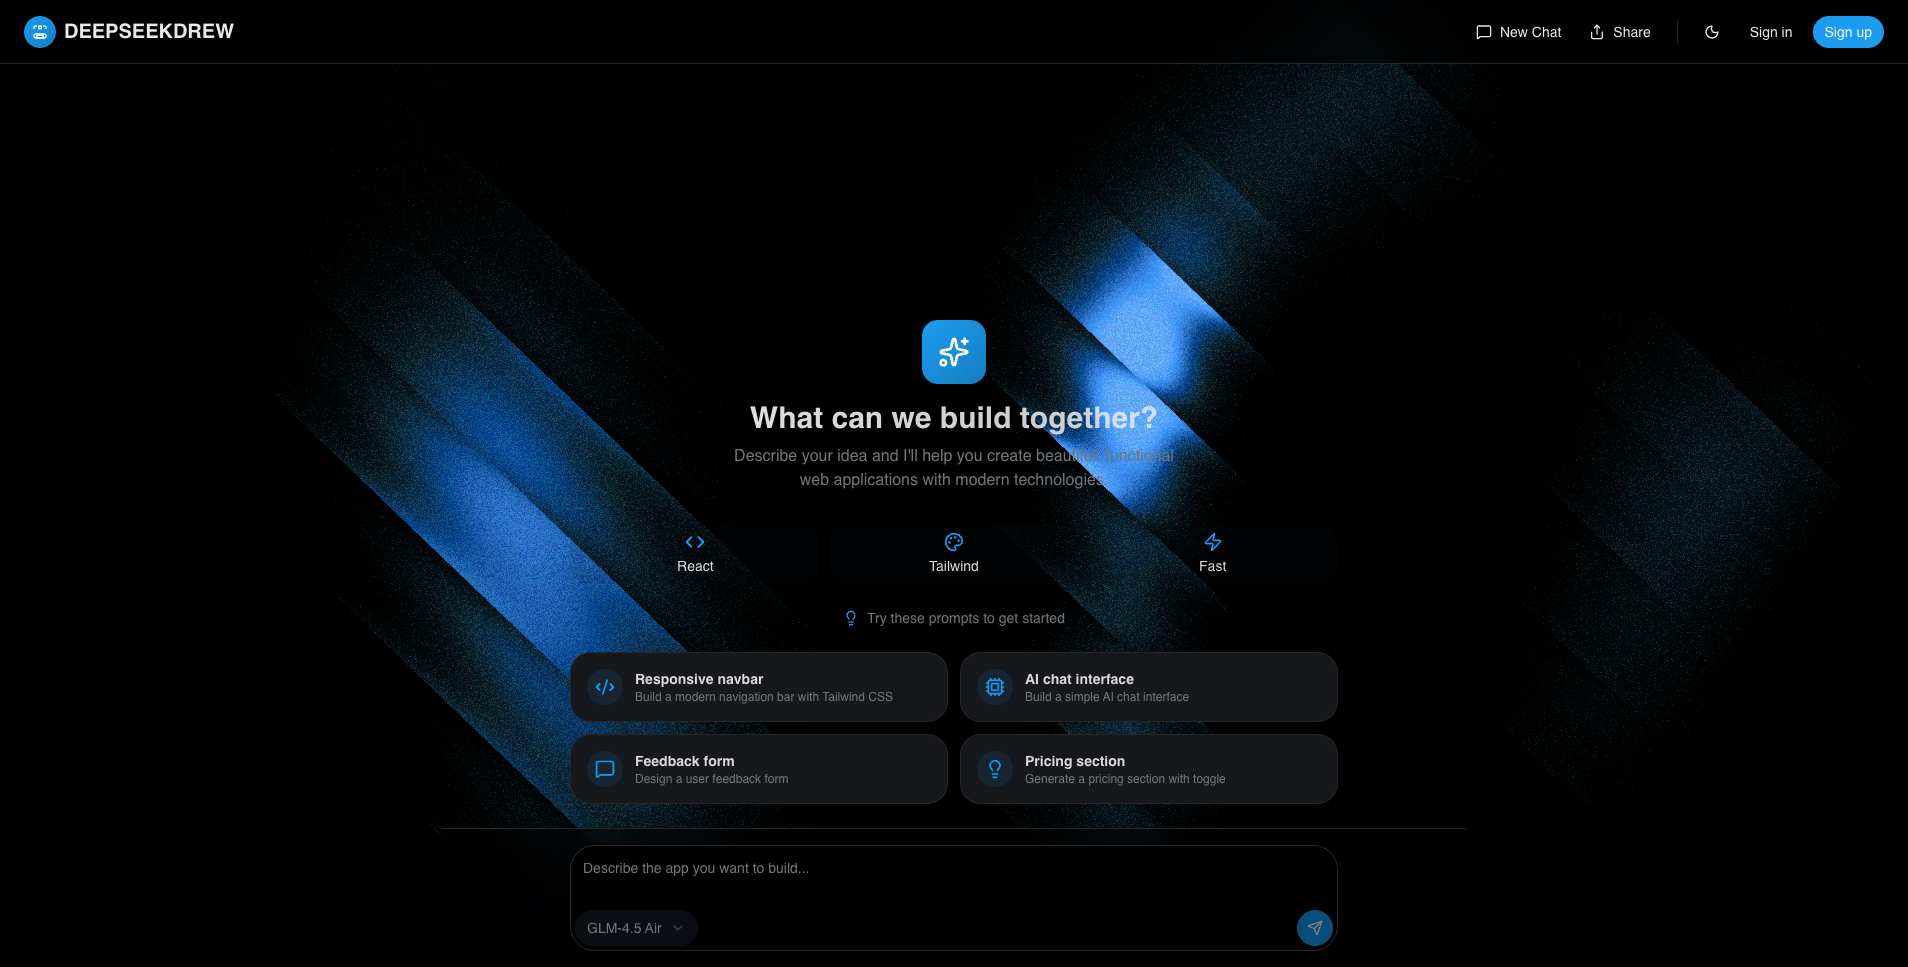 DEEPSEEKDREW
New Chat
Share
Sign in
Sign up
What can we build together?
Describe your idea and I'll help you create beautiful, functional
web applications with modern technologies.
React
Tailwind
Fast
Try these prompts to get started
Responsive navbar
Build a modern navigation bar with Tailwind CSS
AI chat interface
Build a simple AI chat interface
Feedback form
Design a user feedback form
Pricing section
Generate a pricing section with toggle
Describe the app you want to build...
GLM-4.5 Air